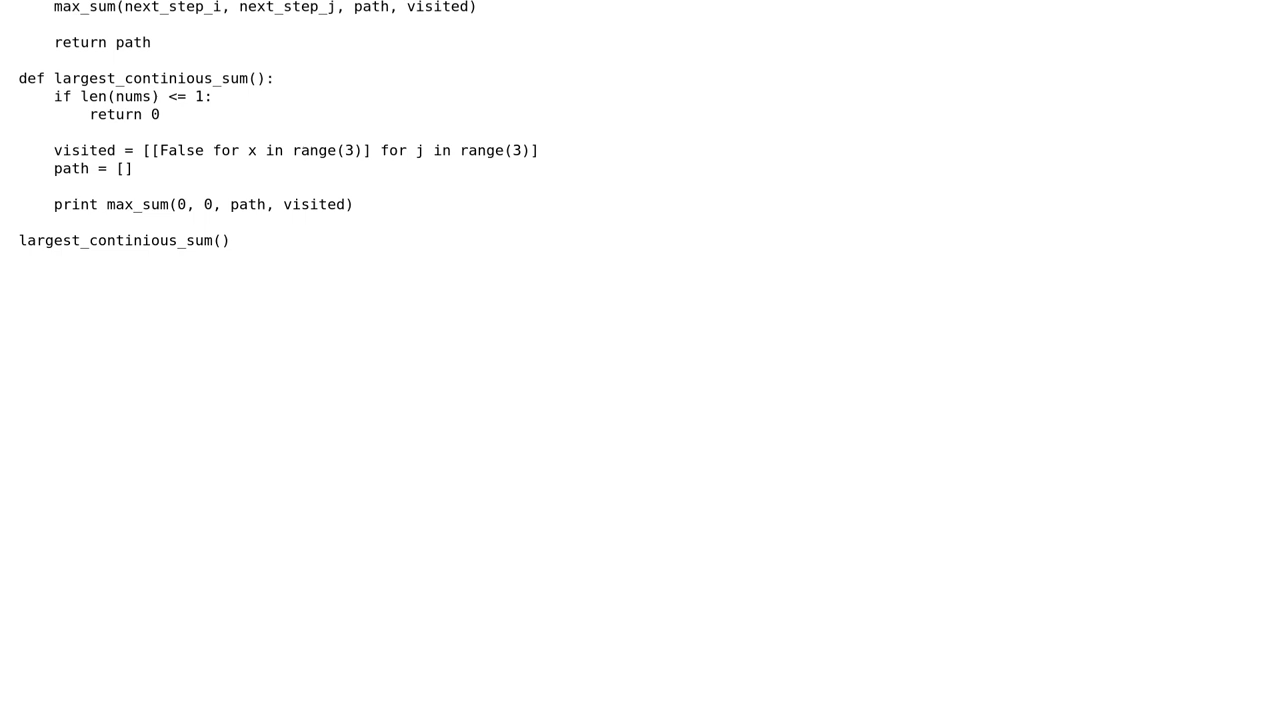 max_sum(next_step_i, next_step_j, path, visited)

    return path

def largest_continious_sum():
    if len(nums) <= 1:
        return 0

    visited = [[False for x in range(3)] for j in range(3)]
    path = []

    print max_sum(0, 0, path, visited)

largest_continious_sum()